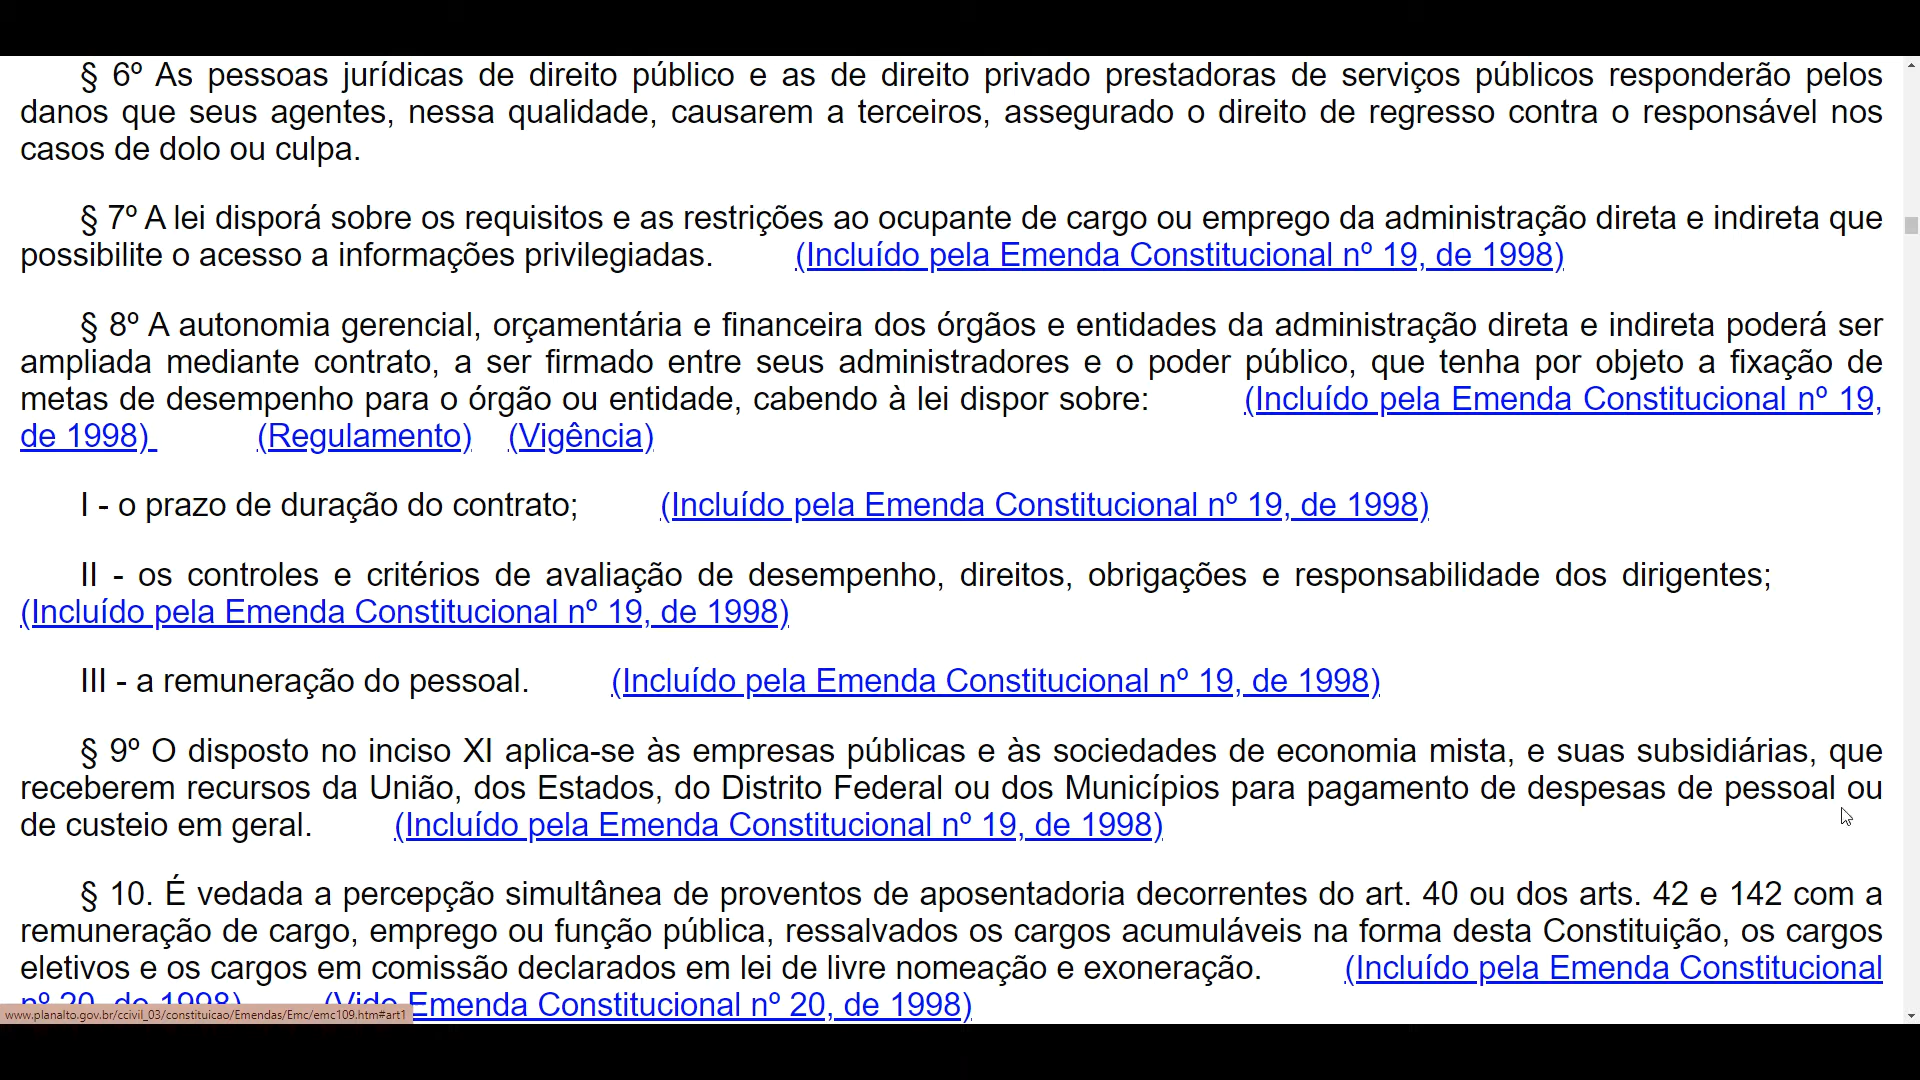 § 6º As pessoas jurídicas de direito público e as de direito privado prestadoras de serviços públicos responderão pelos
danos que seus agentes, nessa qualidade, causarem a terceiros, assegurado o direito de regresso contra o responsável nos
casos de dolo ou culpa.
§ 7º A lei disporá sobre os requisitos e as restrições ao ocupante de cargo ou emprego da administração direta e indireta que
possibilite o acesso a informações privilegiadas. (Incluído pela Emenda Constitucional nº 19, de 1998)
§ 8º A autonomia gerencial, orçamentária e financeira dos órgãos e entidades da administração direta e indireta poderá ser
ampliada mediante contrato, a ser firmado entre seus administradores e o poder público, que tenha por objeto a fixação de
metas de desempenho para o órgão ou entidade, cabendo à lei dispor sobre: (Incluído pela Emenda Constitucional nº 19,
de 1998) (Regulamento) (Vigência)
I - o prazo de duração do contrato; (Incluído pela Emenda Constitucional nº 19, de 1998)
II - os controles e critérios de avaliação de desempenho, direitos, obrigações e responsabilidade dos dirigentes;
(Incluído pela Emenda Constitucional nº 19, de 1998)
III - a remuneração do pessoal. (Incluído pela Emenda Constitucional nº 19, de 1998)
§ 9º O disposto no inciso XI aplica-se às empresas públicas e às sociedades de economia mista, e suas subsidiárias, que
receberem recursos da União, dos Estados, do Distrito Federal ou dos Municípios para pagamento de despesas de pessoal ou
de custeio em geral. (Incluído pela Emenda Constitucional nº 19, de 1998)
§ 10. É vedada a percepção simultânea de proventos de aposentadoria decorrentes do art. 40 ou dos arts. 42 e 142 com a
remuneração de cargo, emprego ou função pública, ressalvados os cargos acumuláveis na forma desta Constituição, os cargos
eletivos e os cargos em comissão declarados em lei de livre nomeação e exoneração. (Incluído pela Emenda Constitucional
nº 20, de 1998) (Vide Emenda Constitucional nº 20, de 1998)
www.planalto.gov.br/ccivil_03/constituicao/Emendas/Emc/emc109.htm#art1